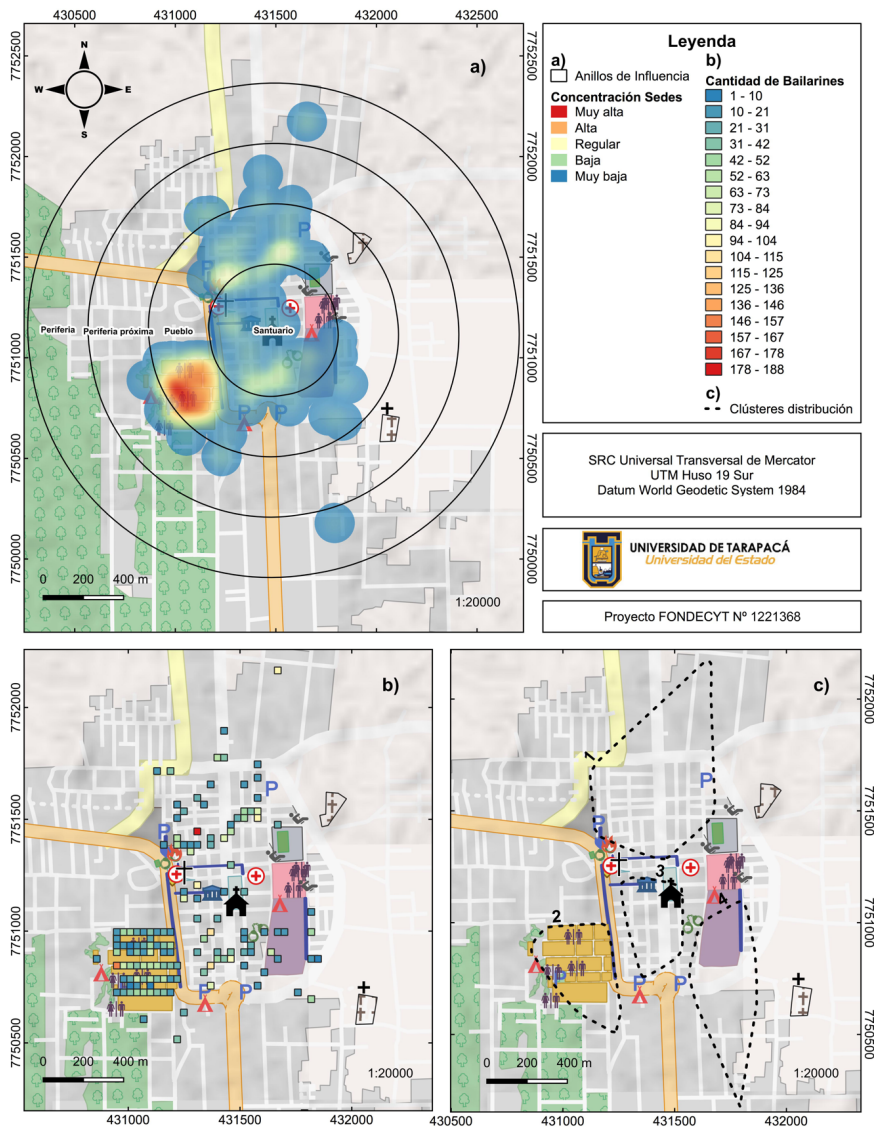 430500
431000
431500
432000
432500
7752500
7752000
7751500
7751000
7750500
7750000
7752500
7752000
7751500
7751000
7750500
7750000
N
W
E
S
a)
P
P
P
P
Periferia
Periferia próxima
Pueblo
Santuario
0 200 400 m
1:20000
Leyenda
a)
Anillos de Influencia
Concentración Sedes
Muy alta
Alta
Regular
Baja
Muy baja
b)
Cantidad de Bailarines
1 - 10
10 - 21
21 - 31
31 - 42
42 - 52
52 - 63
63 - 73
73 - 84
84 - 94
94 - 104
104 - 115
115 - 125
125 - 136
136 - 146
146 - 157
157 - 167
167 - 178
178 - 188
c)
Clústeres distribución
SRC Universal Transversal de Mercator
UTM Huso 19 Sur
Datum World Geodetic System 1984
UNIVERSIDAD DE TARAPACÁ
Universidad del Estado
Proyecto FONDECYT Nº 1221368
b)
7752000
7751500
7751000
7750500
P
P
P
P
0 200 400 m
1:20000
431000
431500
432000
c)
7752000
7751500
7751000
7750500
1
2
3
4
P
P
P
P
P
0 200 400 m
1:20000
431000
431500
432000